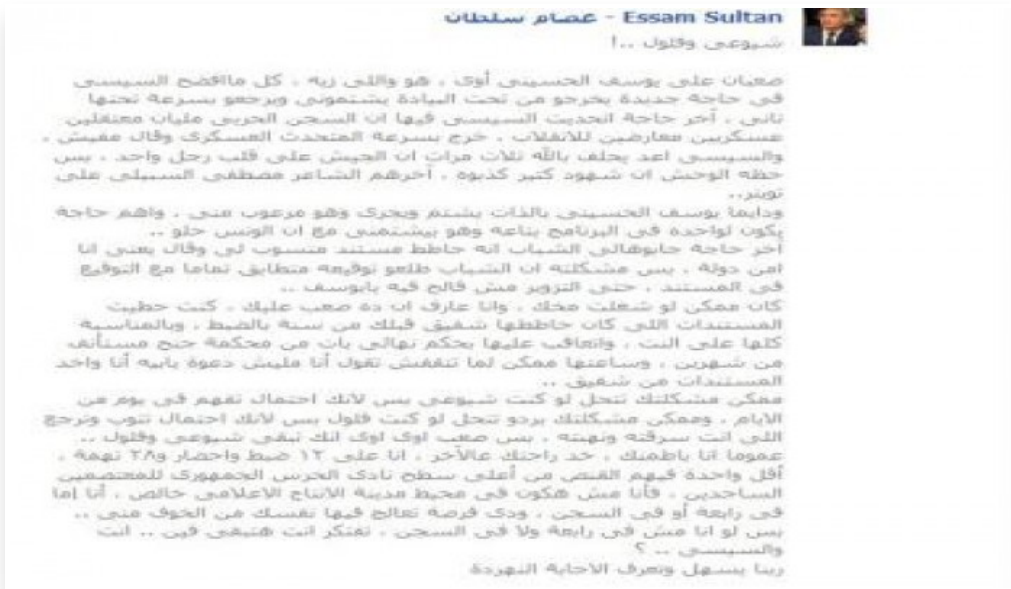 Essam Sultan - عصام سلطان
شيوعي وفلول ..!
صعبان على يوسف الحسيني أوي ، هو واللي زيه ، كل ماافضح السيسي
في حاجة جديدة يخرجو من تحت البيادة يشتموني ويرجعو بسرعة تحتها
تاني ، آخر حاجة اتحديت السيسي فيها ان السجن الحربي مليان معتقلين
عسكريين معارضين للانقلاب ، خرج بسرعة المتحدث العسكري وقال مفيش ،
والسيسي اعد يحلف بالله ثلاث مرات ان الجيش على قلب رجل واحد ، بس
حظه الوحش ان شهود كتير كذبوه ، آخرهم الشاعر مصطفى السبيلي على
تويتر..
ودايما يوسف الحسيني بالذات يشتم ويجري وهو مرعوب مني ، واهم حاجة
يكون لواحده في البرنامج بتاعه وهو بيشتمني مع ان الونس حلو ..
آخر حاجة جابوهالي الشباب انه حاطط مستند منسوب لي وقال يعني انا
امن دولة ، بس مشكلته ان الشباب طلعو توقيعه متطابق تماما مع التوقيع
في المستند ، حتى التزوير مش فالح فيه يايوسف ..
كان ممكن لو شغلت مخك ، وانا عارف ان ده صعب عليك ، كنت حطيت
المستندات اللي كان حاططها شفيق قبلك من سنة بالضبط ، وبالمناسبة
كلها على النت ، واتعاقب عليها بحكم نهائي بات من محكمة جنح مستأنف
من شهرين ، وساعتها ممكن لما تتقفش تقول أنا مليش دعوة يابيه أنا واخد
المستندات من شفيق ..
ممكن مشكلتك تتحل لو كنت شيوعي بس لانك احتمال تفهم في يوم من
الايام ، وممكن مشكلتك بردو تتحل لو كنت فلول بس لانك احتمال تتوب وترجع
اللي انت سرقته ونهبته ، بس صعب اوي اوي انك تبقى شيوعي وفلول ..
عموما انا باطمنك ، خد راحتك عالآخر ، انا على ١٢ ضبط واحضار و٢٨ تهمة ،
أقل واحدة فيهم القنص من أعلى سطح نادي الحرس الجمهوري للمعتصمين
الساجدين ، فأنا مش هكون في محيط مدينة الانتاج الاعلامي خالص ، أنا إما
في رابعة أو في السجن ، ودي فرصة تعالج فيها نفسك من الخوف مني ..
بس لو انا مش في رابعة ولا في السجن ، تفتكر انت هتبقى فين .. انت
والسيسي .. ؟
ربنا يسهل وتعرف الاجابة النهردة